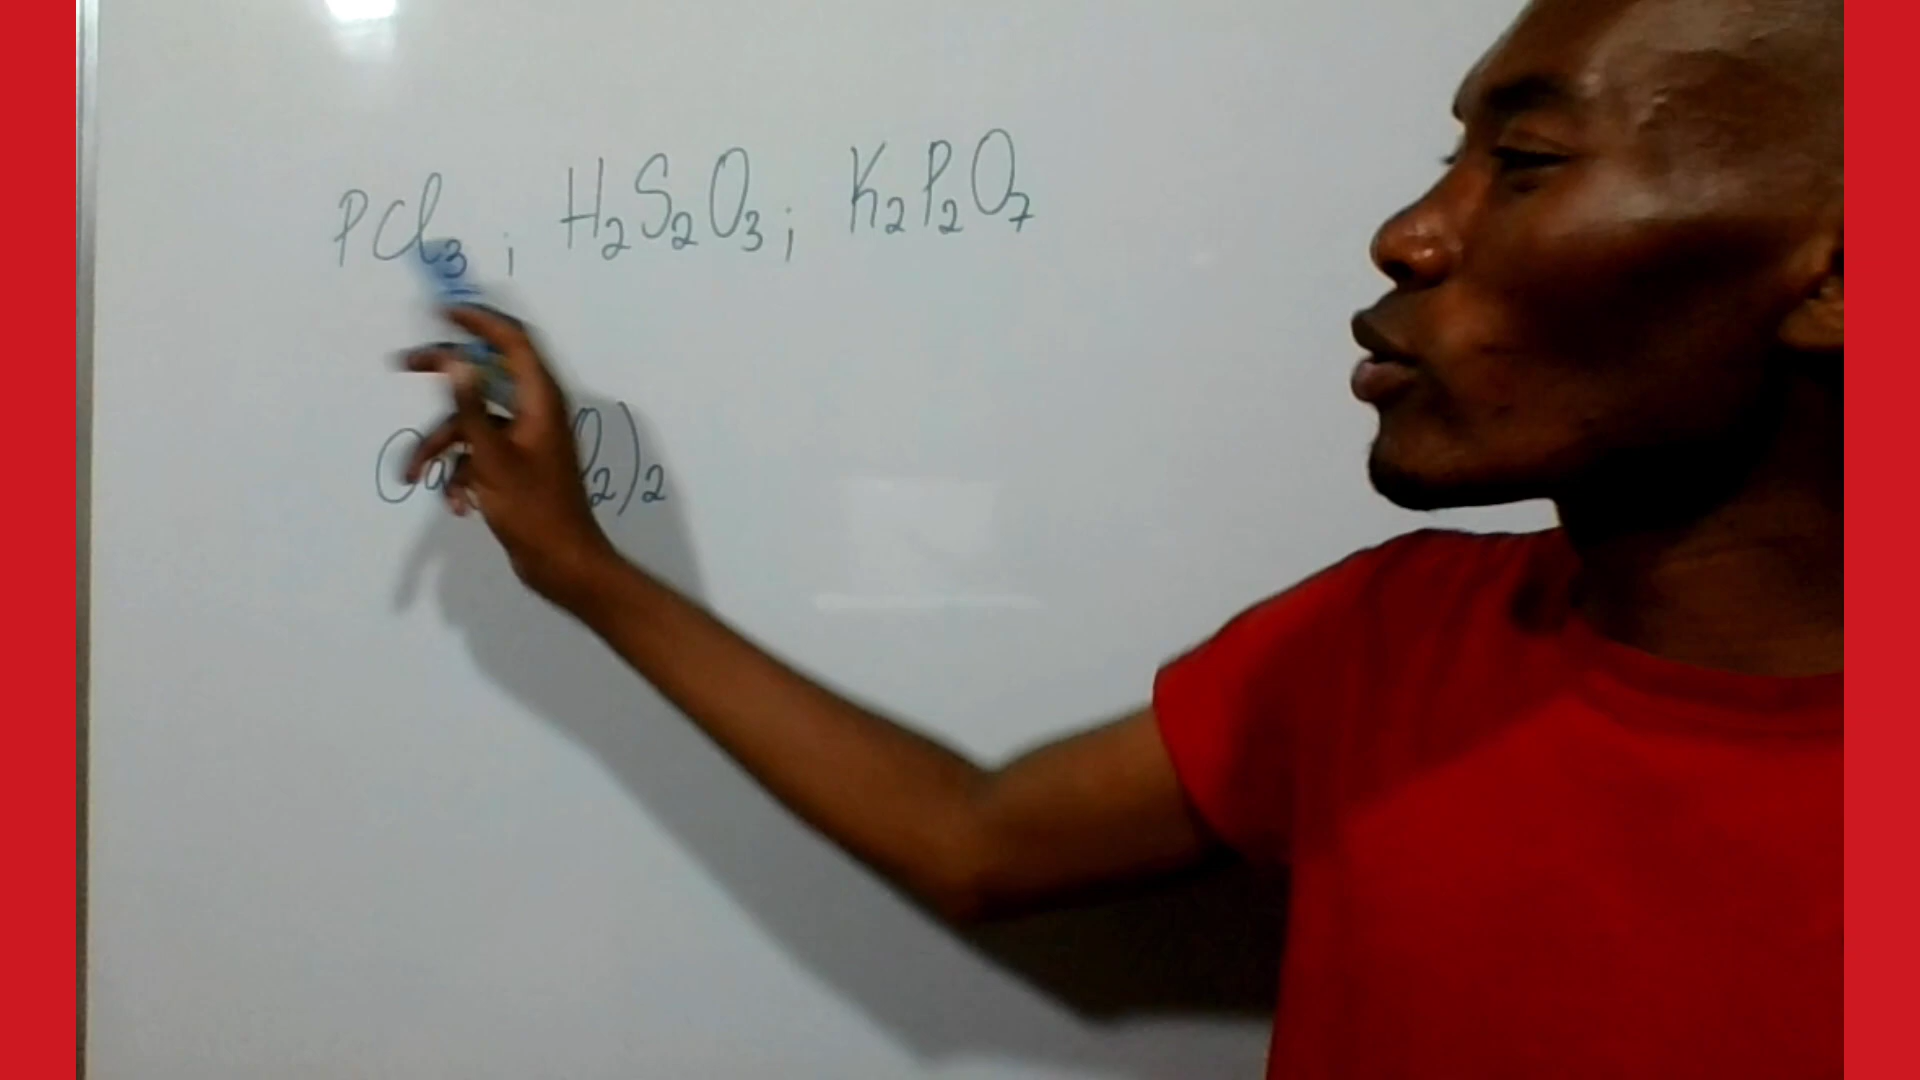 PCl₃ ; H₂S₂O₃ ; K₂P₂O₇
Ca O₂)₂